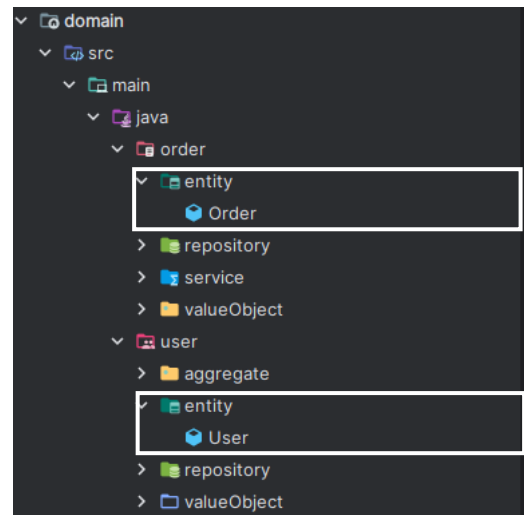 domain
src
main
java
order
entity
Order
repository
service
valueObject
user
aggregate
entity
User
repository
valueObject